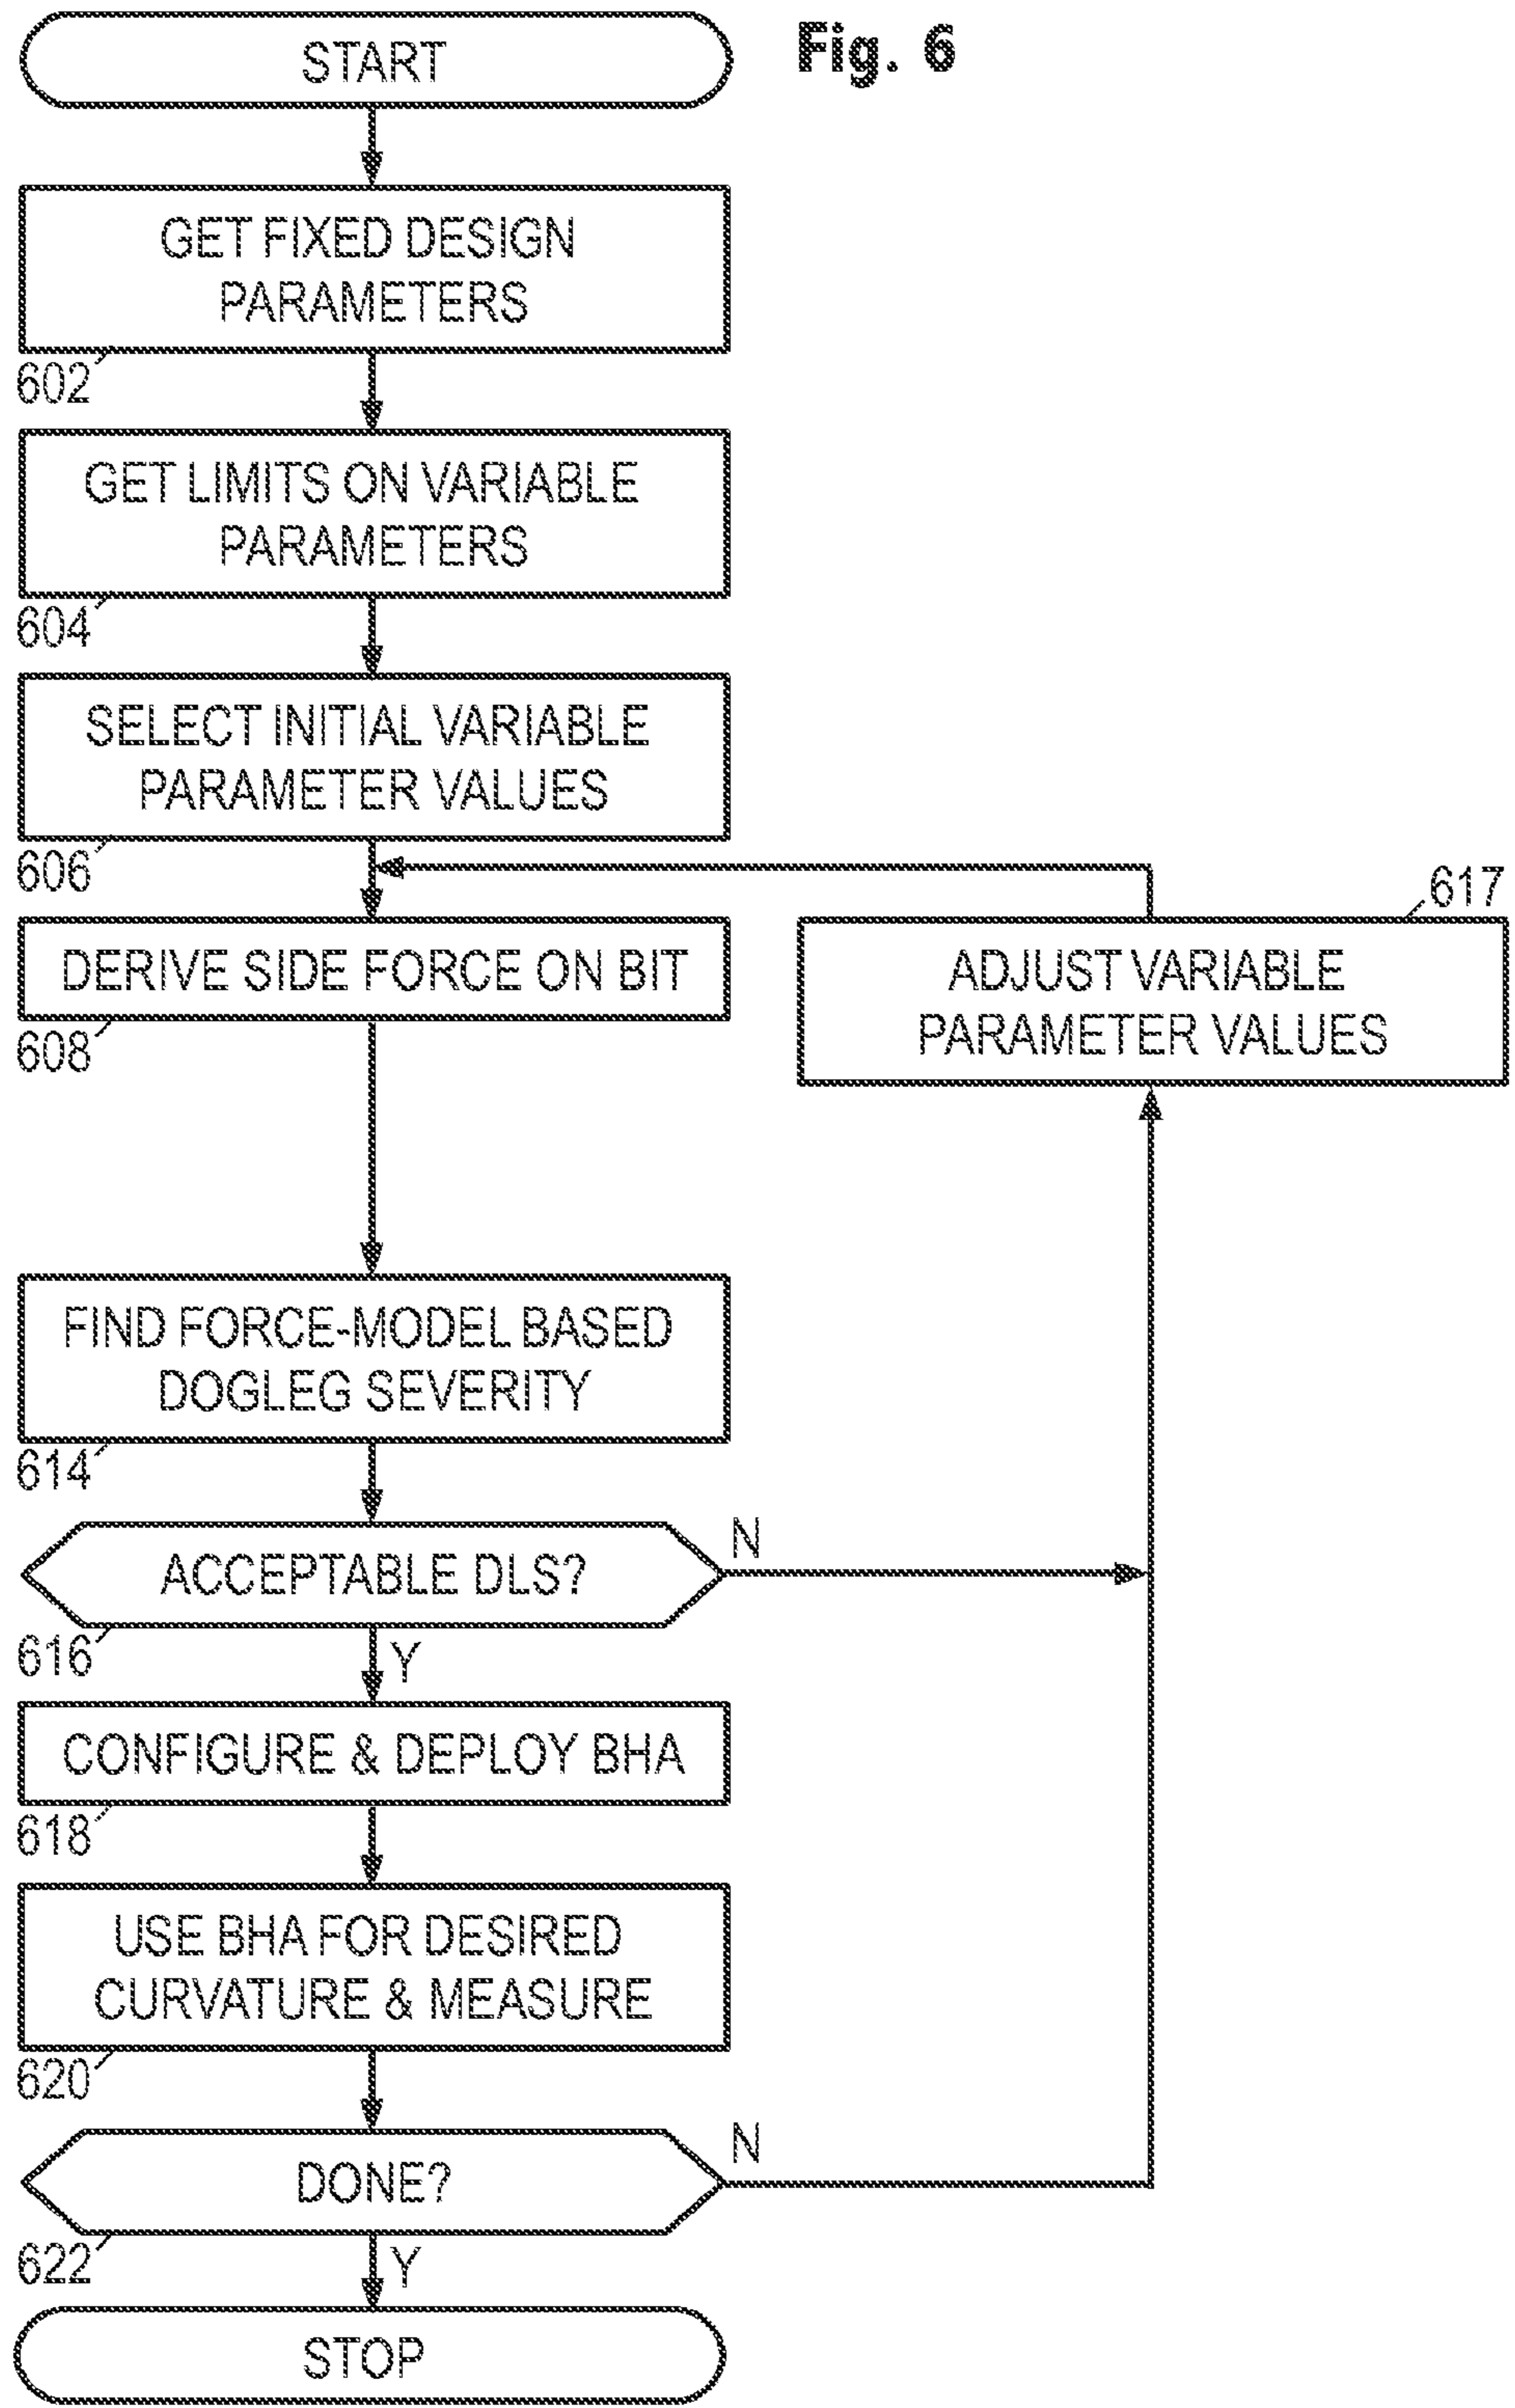 START
Fig. 6
GET FIXED DESIGN
PARAMETERS
602
GET LIMITS ON VARIABLE
PARAMETERS
604
SELECT INITIAL VARIABLE
PARAMETER VALUES
606
617
DERIVE SIDE FORCE ON BIT
608
ADJUST VARIABLE
PARAMETER VALUES
FIND FORCE-MODEL BASED
DOGLEG SEVERITY
614
ACCEPTABLE DLS?
N
616
Y
CONFIGURE & DEPLOY BHA
618
USE BHA FOR DESIRED
CURVATURE & MEASURE
620
DONE?
N
622
Y
STOP